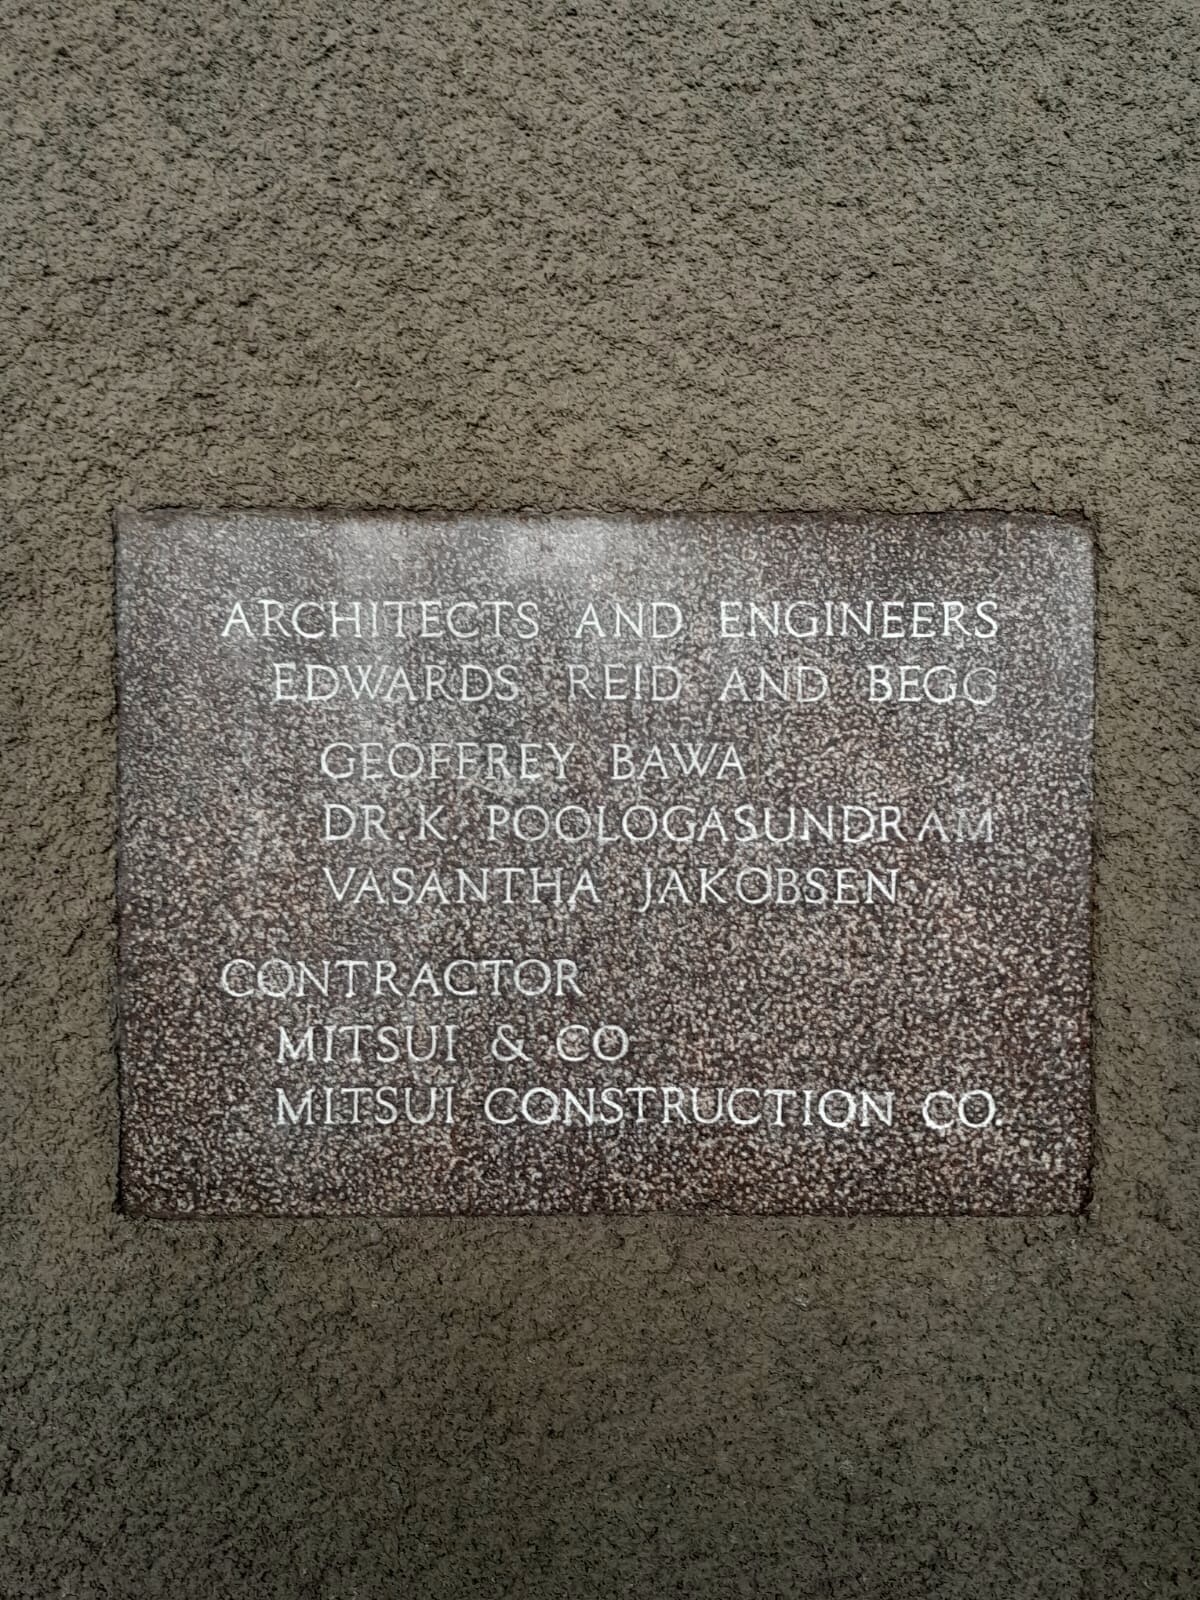 ARCHITECTS AND ENGINEERS
EDWARDS REID AND BEGG
GEOFFREY BAWA
DR. K. POOLOGASUNDRAM
VASANTHA JAKOBSEN
CONTRACTOR
MITSUI & CO
MITSUI CONSTRUCTION CO.